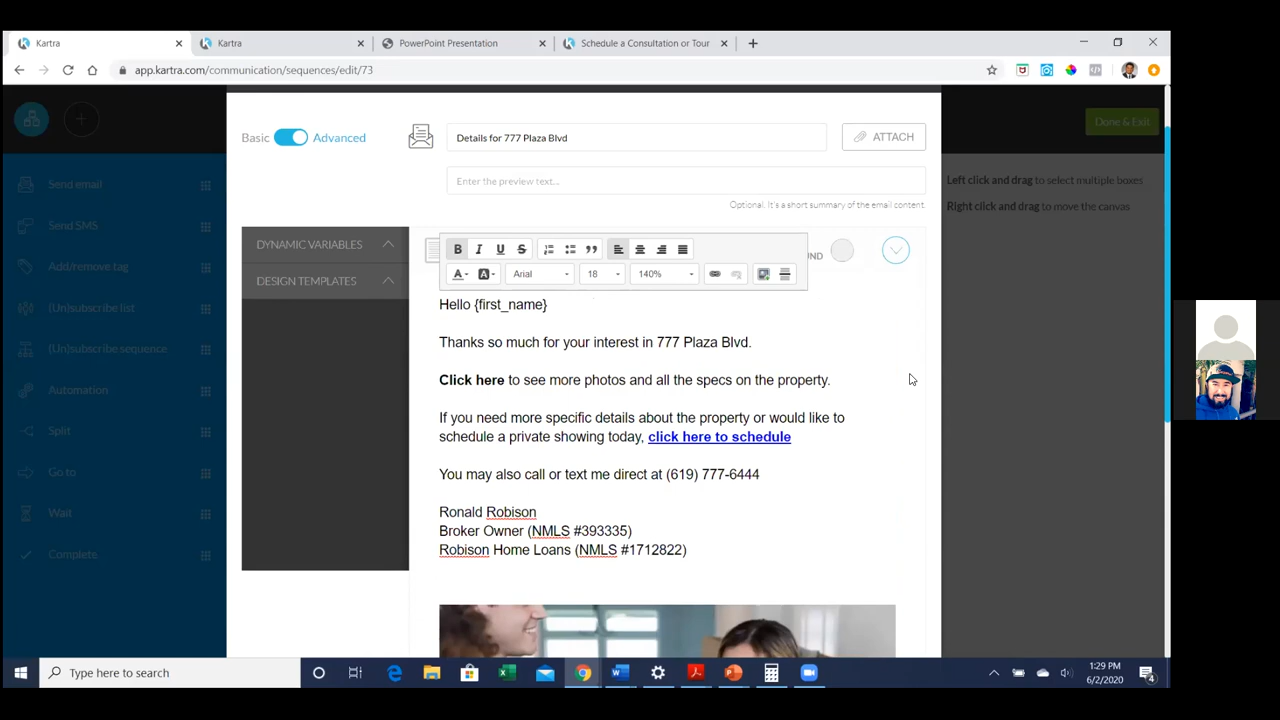 Kartra
Kartra
PowerPoint Presentation
Schedule a Consultation or Tour
app.kartra.com/communication/sequences/edit/73
Basic
Advanced
Details for 777 Plaza Blvd
ATTACH
Done & Exit
Enter the preview text...
Optional. It's a short summary of the email content.
Send email
Send SMS
Add/remove tag
(Un)subscribe list
(Un)subscribe sequence
Automation
Split
Go to
Wait
Complete
Left click and drag to select multiple boxes
Right click and drag to move the canvas
DYNAMIC VARIABLES
DESIGN TEMPLATES
B I U S
UND
A A Arial 18 140%
Hello {first_name}
Thanks so much for your interest in 777 Plaza Blvd.
Click here to see more photos and all the specs on the property.
If you need more specific details about the property or would like to
schedule a private showing today, click here to schedule
You may also call or text me direct at (619) 777-6444
Ronald Robison
Broker Owner (NMLS #393335)
Robison Home Loans (NMLS #1712822)
Type here to search
1:29 PM
6/2/2020
4